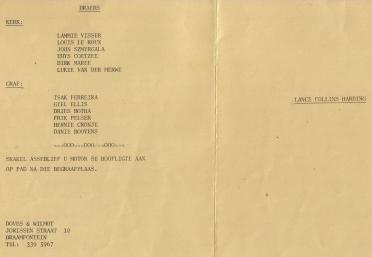 DRAERS
KERK:
LAMMIE VISSER
LOUIS LE ROUX
JOHN SZMYRGALA
THYS COETZEE
DIRK MAREE
LUKIE VAN DER MERWE
GRAF:
ISAK FERREIRA
GIEL ELLIS
DRIES BOTHA
FRIK PELSER
HENNIE CRONJE
DANIE BOOYENS
---ooo---ooo---ooo---
SKAKEL ASSEBLIEF U MOTOR SE HOOFLIGTE AAN
OP PAD NA DIE BEGRAAFPLAAS.
DOVES & WILMOT
JORISSEN STRAAT 10
BRAAMFONTEIN
TEL: 339 5967
LANCE COLLINS HARDING